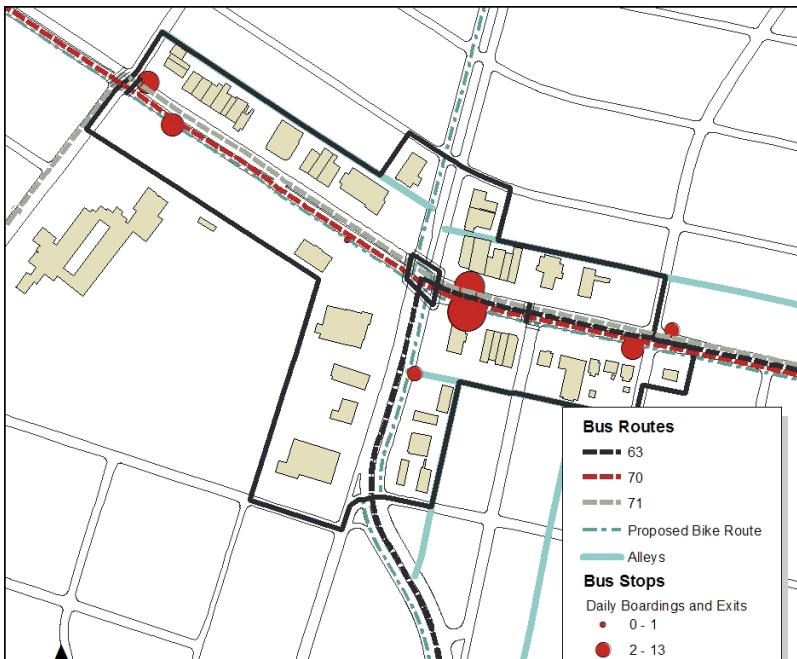 Bus Routes
63
70
71
Proposed Bike Route
Alleys
Bus Stops
Daily Boardings and Exits
0 - 1
2 - 13